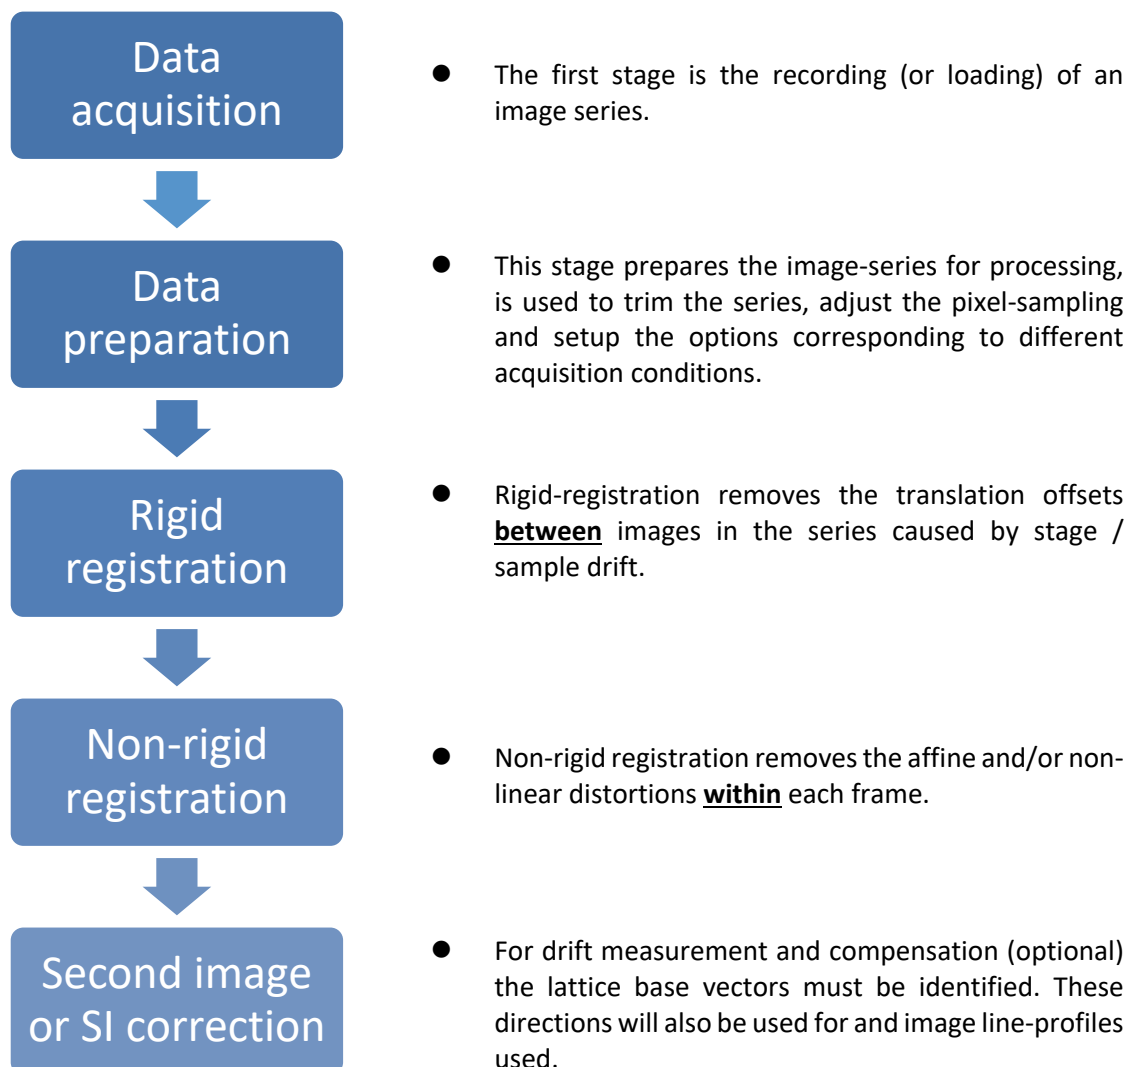 Data
acquisition
● The first stage is the recording (or loading) of an
image series.
Data
preparation
● This stage prepares the image-series for processing,
is used to trim the series, adjust the pixel-sampling
and setup the options corresponding to different
acquisition conditions.
Rigid
registration
● Rigid-registration removes the translation offsets
between images in the series caused by stage /
sample drift.
Non-rigid
registration
● Non-rigid registration removes the affine and/or non-
linear distortions within each frame.
Second image
or SI correction
● For drift measurement and compensation (optional)
the lattice base vectors must be identified. These
directions will also be used for and image line-profiles
used.